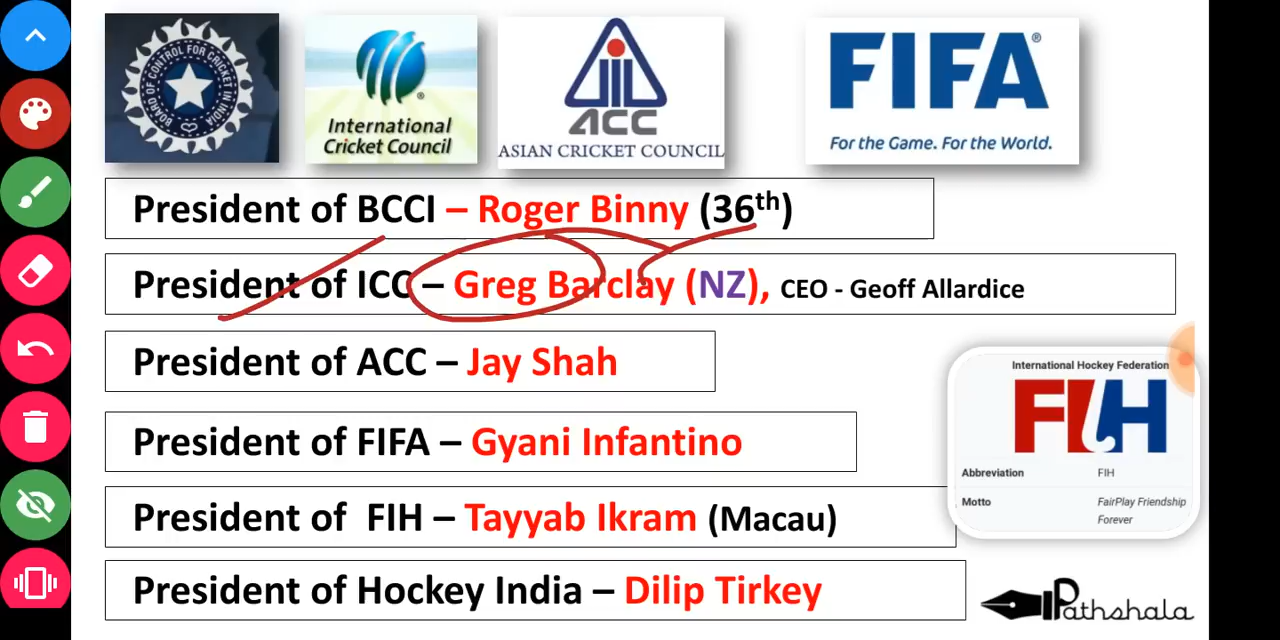 BOARD OF CONTROL FOR CRICKET IN INDIA
International
Cricket Council
®
ACC
ASIAN CRICKET COUNCIL
FIFA®
For the Game. For the World.
President of BCCI – Roger Binny (36th)
President of ICC – Greg Barclay (NZ), CEO - Geoff Allardice
President of ACC – Jay Shah
President of FIFA – Gyani Infantino
International Hockey Federation
FIH
Abbreviation FIH
Motto FairPlay Friendship
Forever
President of FIH – Tayyab Ikram (Macau)
President of Hockey India – Dilip Tirkey
Pathshala